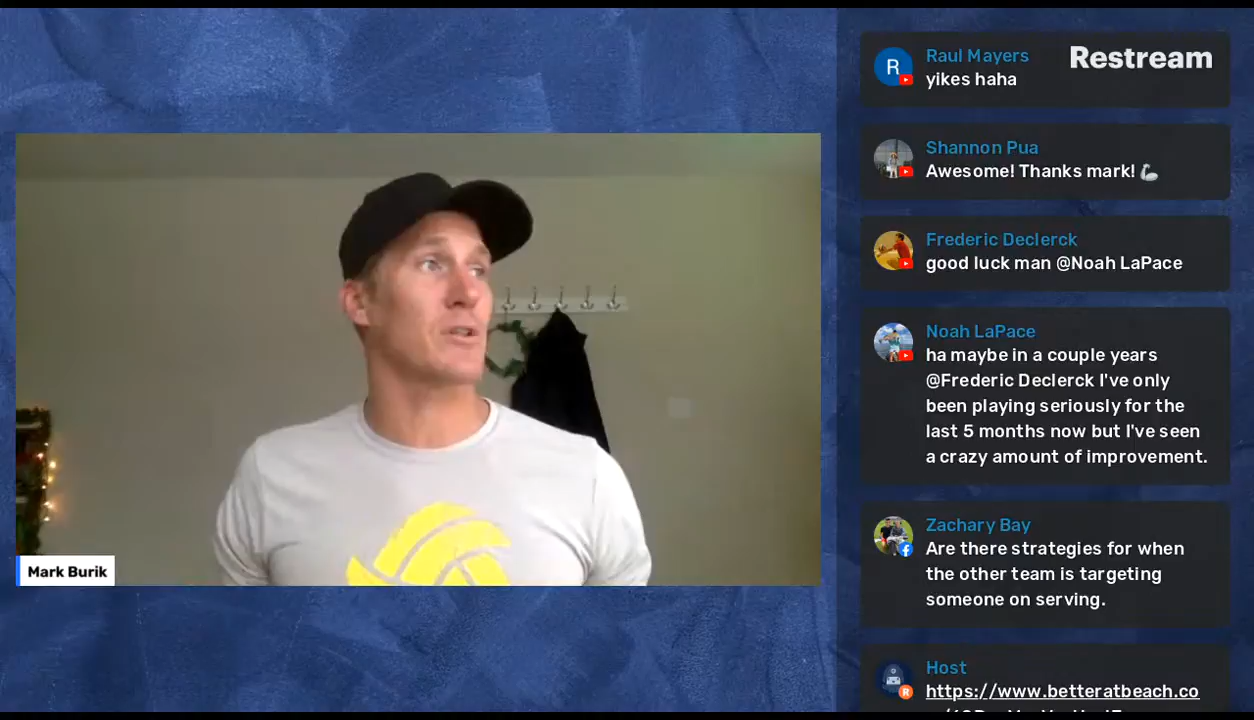 Raul Mayers
Restream
R
yikes haha
Shannon Pua
Awesome! Thanks mark!
Frederic Declerck
good luck man @Noah LaPace
Noah LaPace
ha maybe in a couple years
@Frederic Declerck I've only
been playing seriously for the
last 5 months now but I've seen
a crazy amount of improvement.
Zachary Bay
Are there strategies for when
the other team is targeting
someone on serving.
Mark Burik
Host
R
https://www.betteratbeach.co